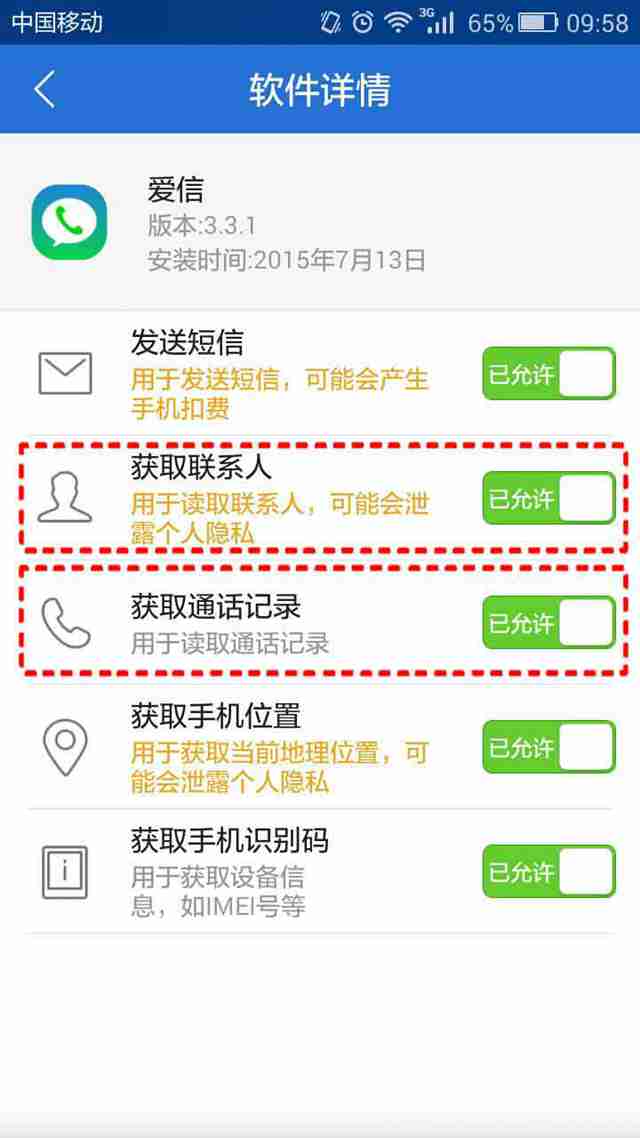 中国移动 3G 65% 09:58
软件详情
爱信
版本:3.3.1
安装时间:2015年7月13日
发送短信
用于发送短信，可能会产生
手机扣费
已允许
获取联系人
用于读取联系人，可能会泄
露个人隐私
已允许
获取通话记录
用于读取通话记录
已允许
获取手机位置
用于获取当前地理位置，可
能会泄露个人隐私
已允许
获取手机识别码
用于获取设备信
息，如IMEI号等
已允许